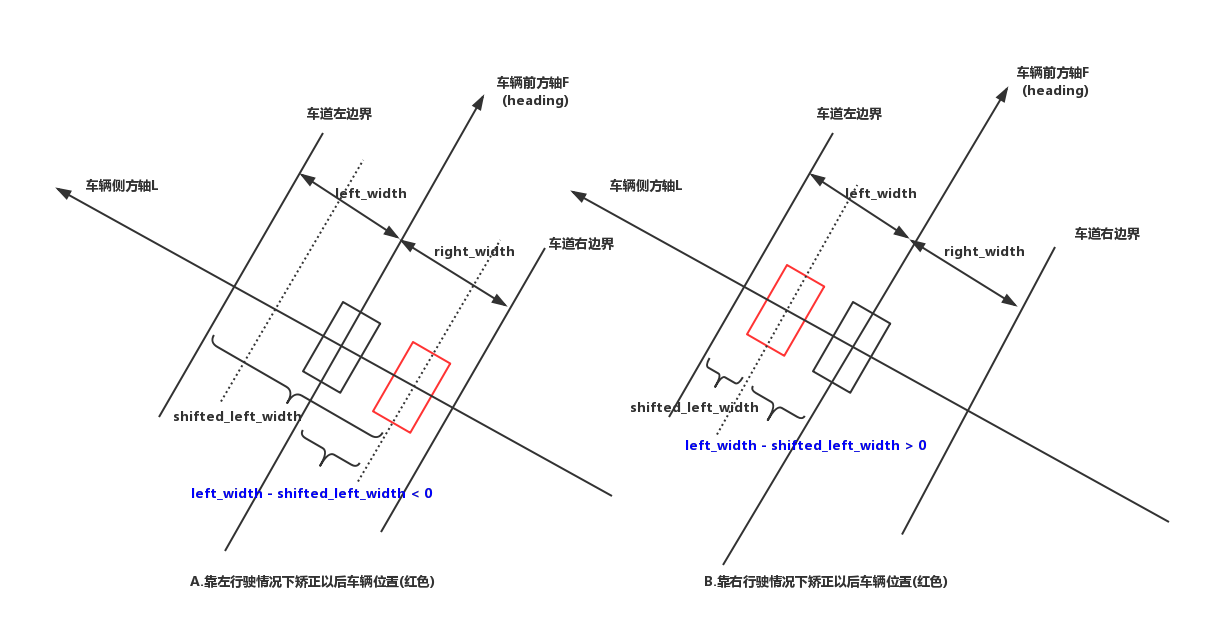 车辆前方轴F
(heading)
车道左边界
left_width
车辆侧方轴L
right_width
车道右边界
shifted_left_width
left_width - shifted_left_width < 0
A.靠左行驶情况下矫正以后车辆位置(红色)
车辆前方轴F
(heading)
车道左边界
left_width
车辆侧方轴L
right_width
车道右边界
shifted_left_width
left_width - shifted_left_width > 0
B.靠右行驶情况下矫正以后车辆位置(红色)